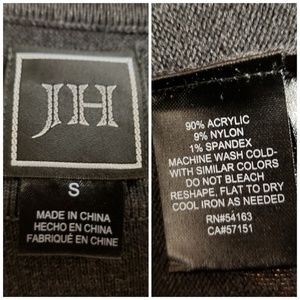 JH
S
MADE IN CHINA
HECHO EN CHINA
FABRIQUÉ EN CHINE
90% ACRYLIC
9% NYLON
1% SPANDEX
MACHINE WASH COLD-
WITH SIMILAR COLORS
DO NOT BLEACH
RESHAPE, FLAT TO DRY
COOL IRON AS NEEDED
RN#54163
CA#57151